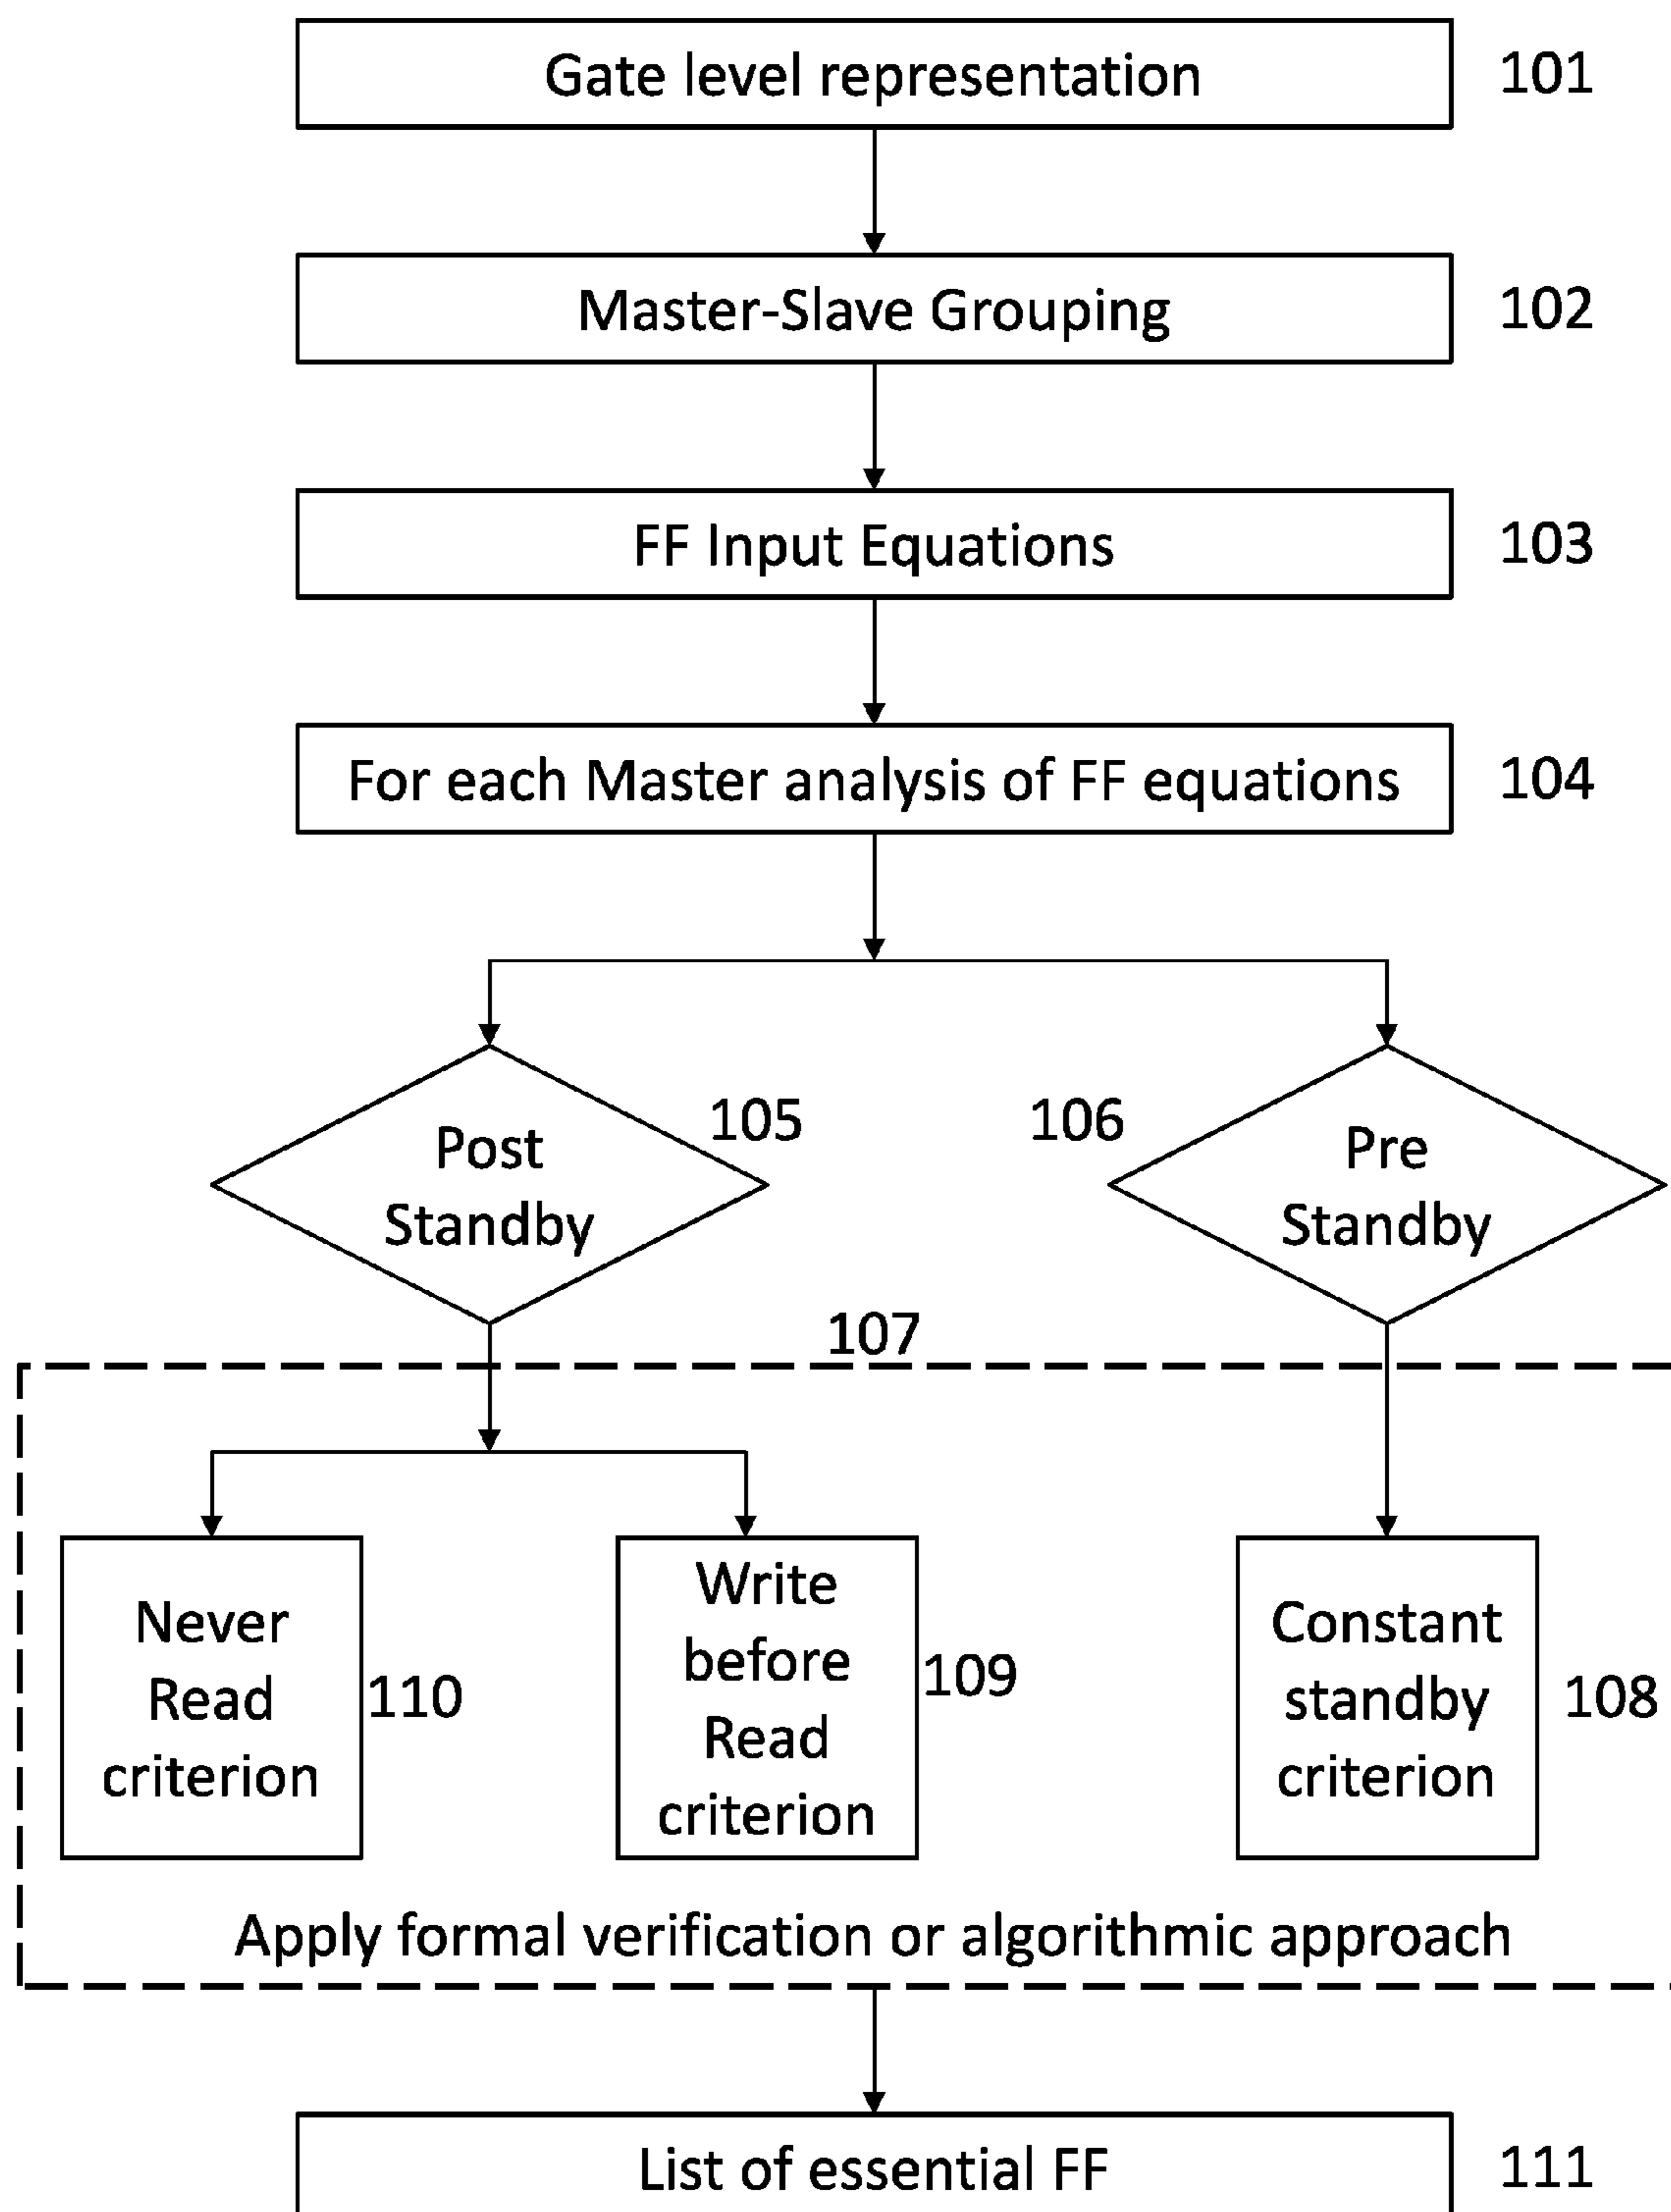 Gate level representation 101
Master-Slave Grouping 102
FF Input Equations 103
For each Master analysis of FF equations 104
Post
Standby
105
106
Pre
Standby
107
Never
Read
criterion
110
Write
before
Read
criterion
109
Constant
standby
criterion
108
Apply formal verification or algorithmic approach
List of essential FF 111